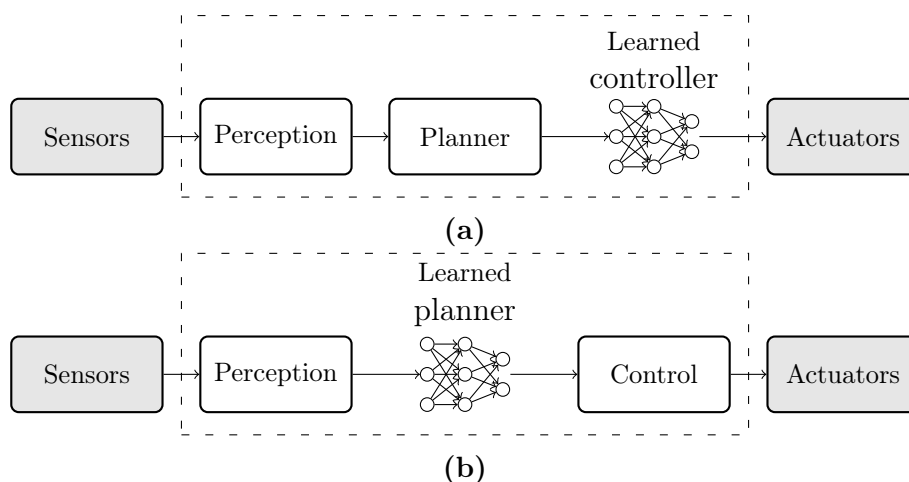 Learned
controller
Sensors
Perception
Planner
Actuators
(a)
Learned
planner
Sensors
Perception
Control
Actuators
(b)